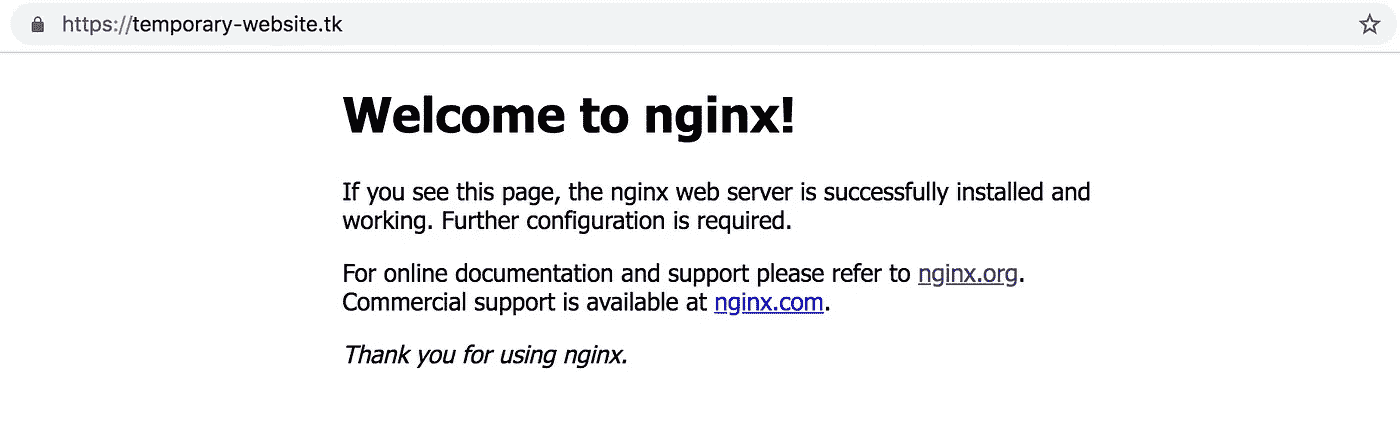 https://temporary-website.tk
Welcome to nginx!
If you see this page, the nginx web server is successfully installed and
working. Further configuration is required.
For online documentation and support please refer to nginx.org.
Commercial support is available at nginx.com.
Thank you for using nginx.